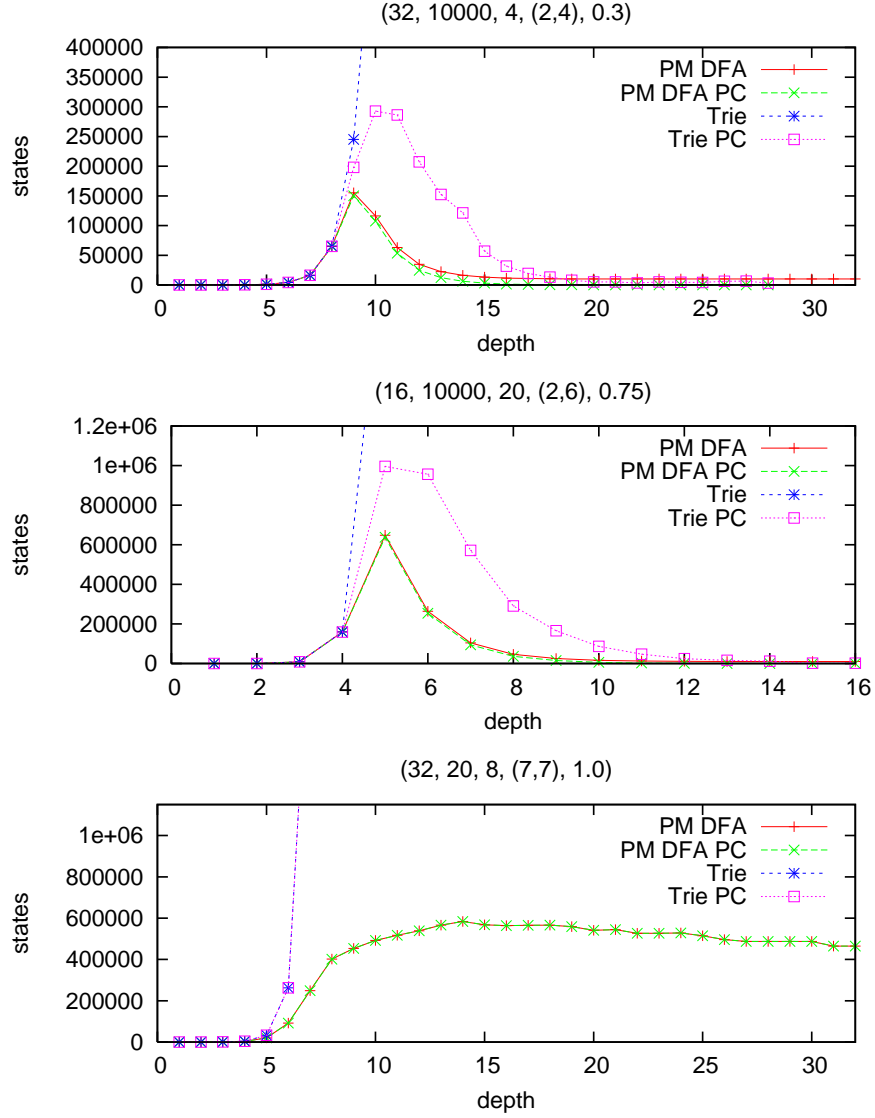 (32, 10000, 4, (2,4), 0.3)
400000
350000
300000
250000
200000
150000
100000
50000
0
states
PM DFA
PM DFA PC
Trie
Trie PC
0 5 10 15 20 25 30
depth
(16, 10000, 20, (2,6), 0.75)
1.2e+06
1e+06
800000
600000
400000
200000
0
states
PM DFA
PM DFA PC
Trie
Trie PC
0 2 4 6 8 10 12 14 16
depth
(32, 20, 8, (7,7), 1.0)
1e+06
800000
600000
400000
200000
0
states
PM DFA
PM DFA PC
Trie
Trie PC
0 5 10 15 20 25 30
depth